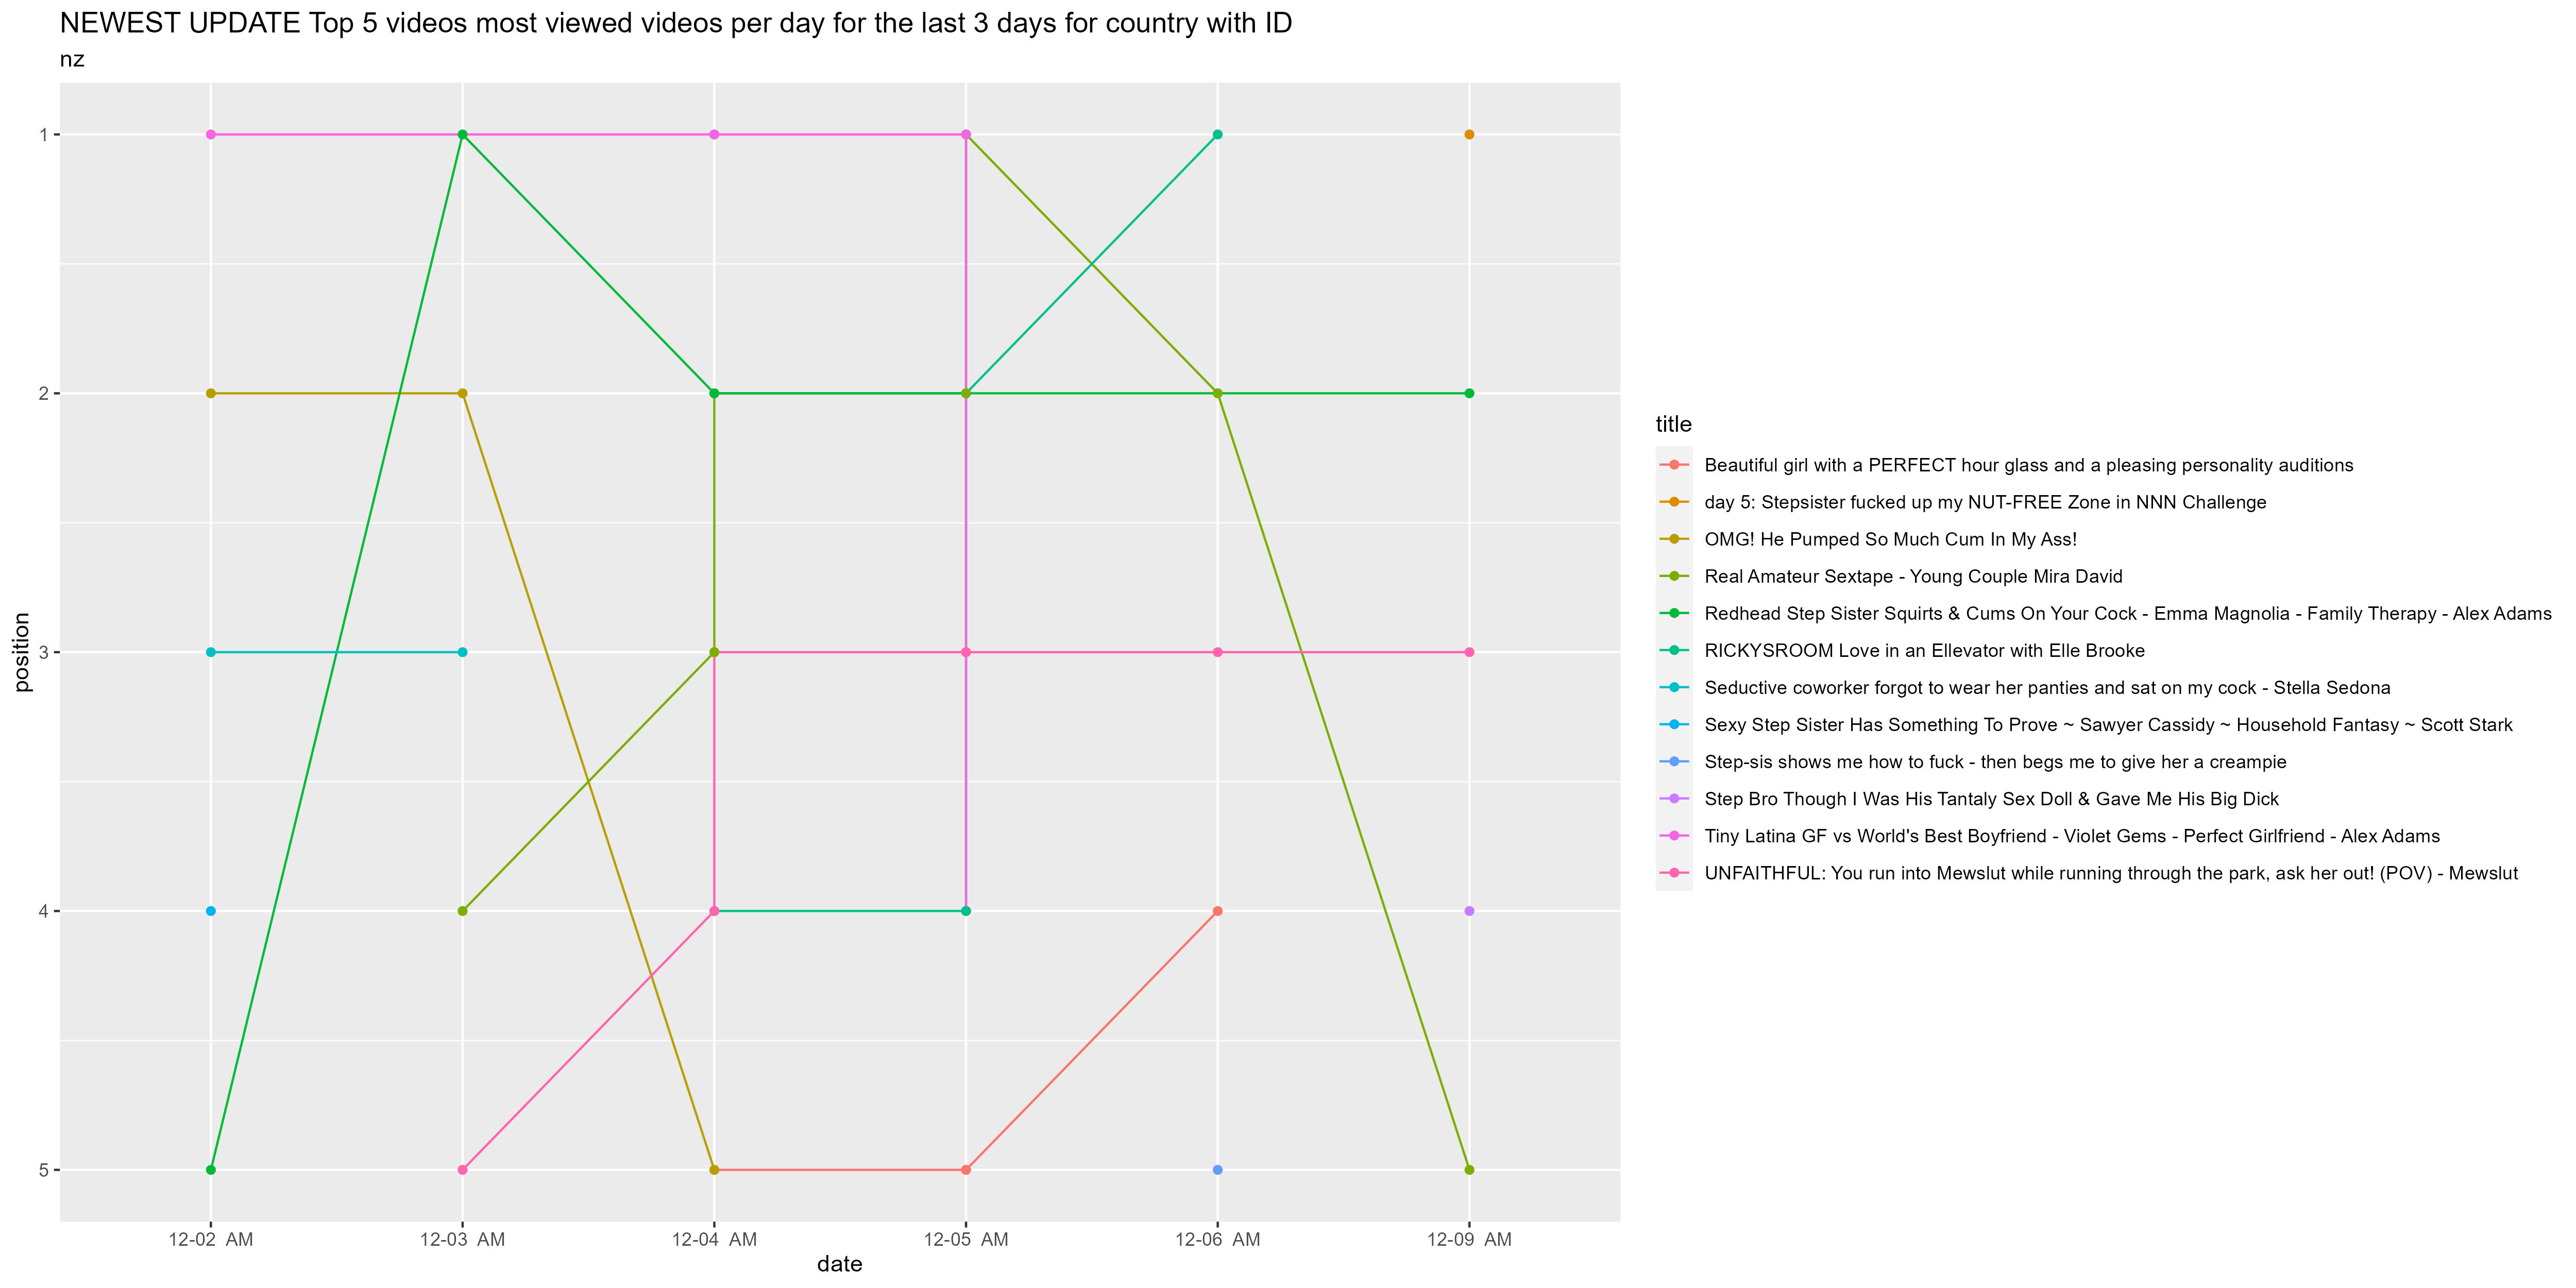 NEWEST UPDATE Top 5 videos most viewed videos per day for the last 3 days for country with ID
nz
position
1
2
3
4
5
12-02 AM
12-03 AM
12-04 AM
12-05 AM
12-06 AM
12-09 AM
date
title
Beautiful girl with a PERFECT hour glass and a pleasing personality auditions
day 5: Stepsister fucked up my NUT-FREE Zone in NNN Challenge
OMG! He Pumped So Much Cum In My Ass!
Real Amateur Sextape - Young Couple Mira David
Redhead Step Sister Squirts & Cums On Your Cock - Emma Magnolia - Family Therapy - Alex Adams
RICKYSROOM Love in an Ellevator with Elle Brooke
Seductive coworker forgot to wear her panties and sat on my cock - Stella Sedona
Sexy Step Sister Has Something To Prove ~ Sawyer Cassidy ~ Household Fantasy ~ Scott Stark
Step-sis shows me how to fuck - then begs me to give her a creampie
Step Bro Though I Was His Tantaly Sex Doll & Gave Me His Big Dick
Tiny Latina GF vs World's Best Boyfriend - Violet Gems - Perfect Girlfriend - Alex Adams
UNFAITHFUL: You run into Mewslut while running through the park, ask her out! (POV) - Mewslut